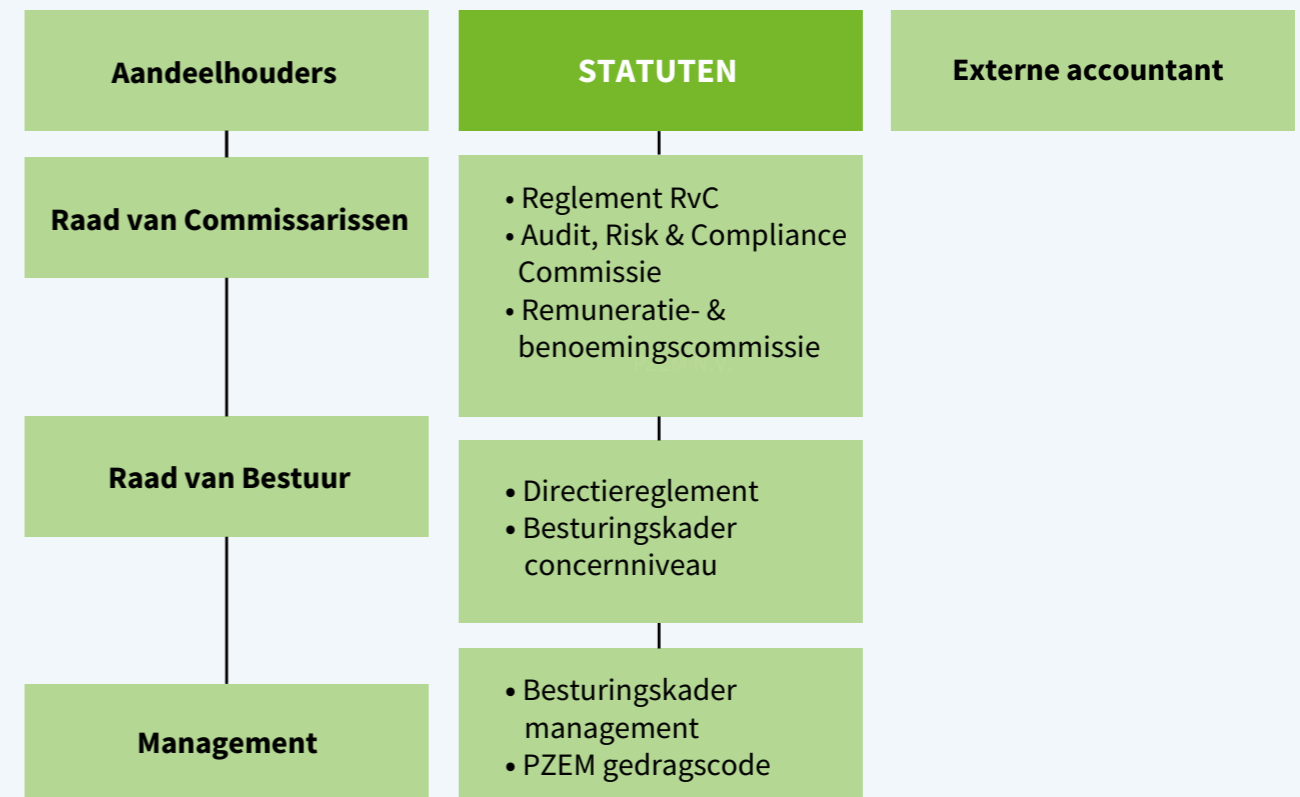 Aandeelhouders
Raad van Commissarissen
Raad van Bestuur
Management
STATUTEN
• Reglement RvC
• Audit, Risk & Compliance
Commissie
• Remuneratie- &
benoemingscommissie
• Directiereglement
• Besturingskader
concernniveau
• Besturingskader
management
• PZEM gedragscode
Externe accountant